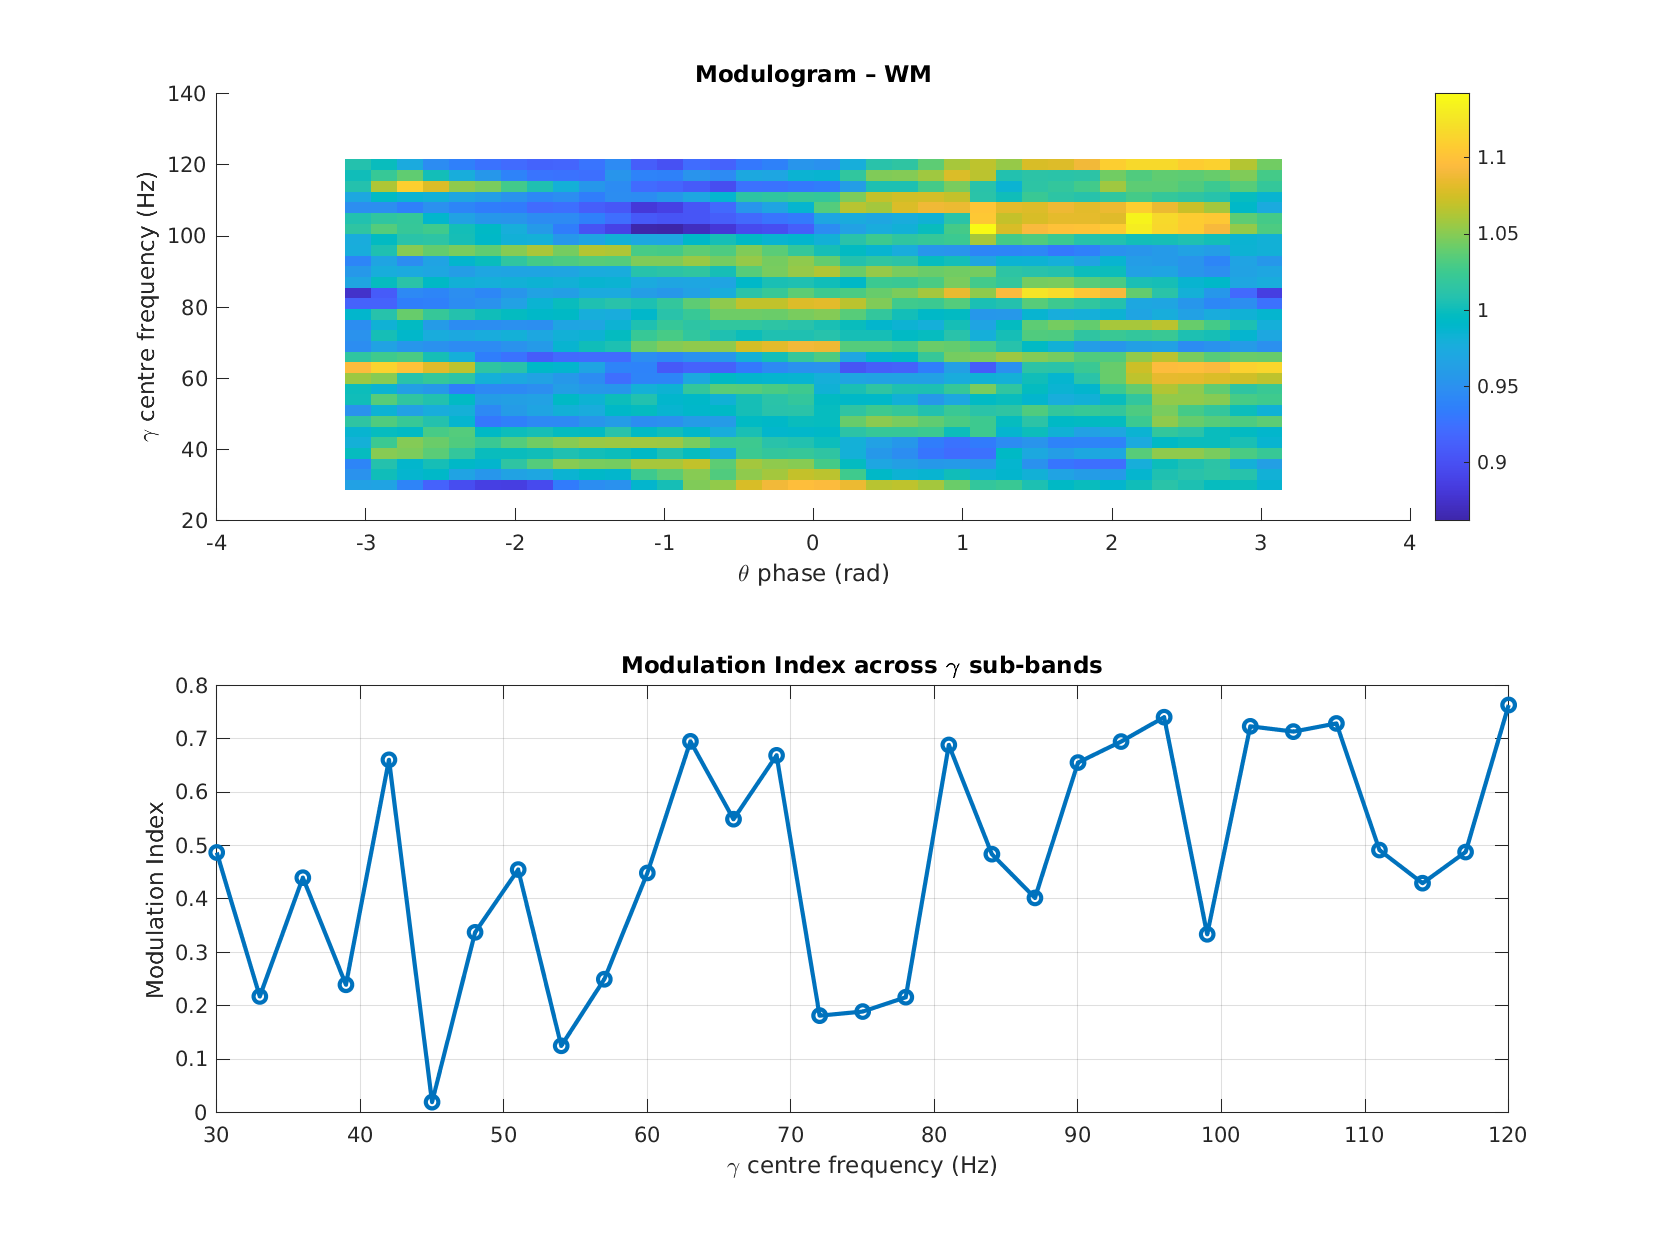 Modulogram – WM
140
120
100
80
60
40
20
γ centre frequency (Hz)
-4 -3 -2 -1 0 1 2 3 4
θ phase (rad)
1.1
1.05
1
0.95
0.9
Modulation Index across γ sub-bands
0.8
0.7
0.6
0.5
0.4
0.3
0.2
0.1
0
Modulation Index
30 40 50 60 70 80 90 100 110 120
γ centre frequency (Hz)